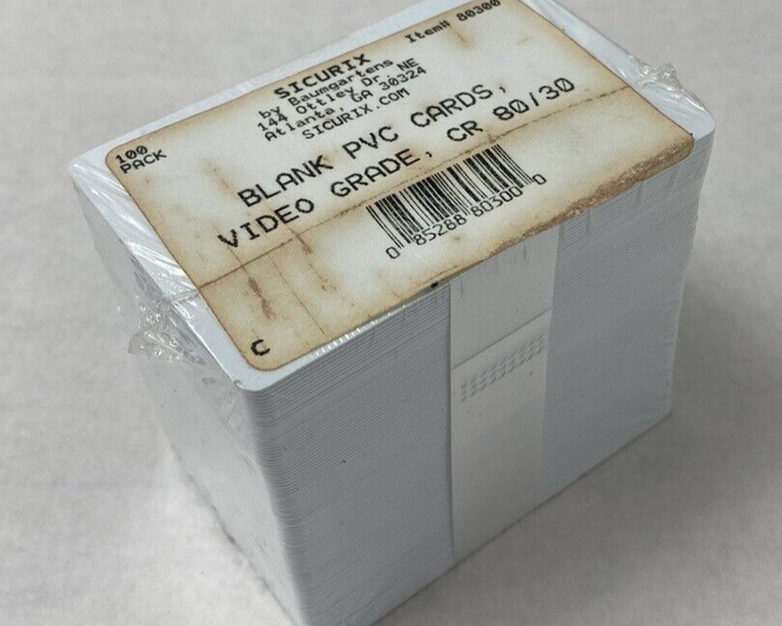 Item# 80300
SICURIX
by Baumgartens
144 Ottley Dr, NE
Atlanta, GA 30324
SICURIX.COM
100
PACK
BLANK PVC CARDS,
VIDEO GRADE, CR 80/30
0 85288 80300 0
C